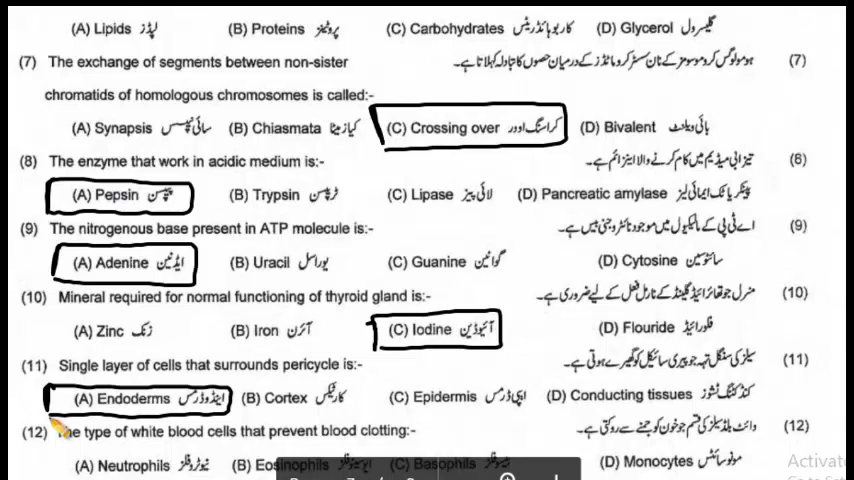 (A) Lipids لپڈز (B) Proteins پروٹینز (C) Carbohydrates کاربوہائڈریٹس (D) Glycerol گلیسرول
(7) The exchange of segments between non-sister ہومولوگس کروموسومز کے نان سسٹر کروماٹڈز کے درمیان حصوں کا تبادلہ کہلاتا ہے۔ (7)
chromatids of homologous chromosomes is called:-
(A) Synapsis سائی نیپسس (B) Chiasmata کیازمیٹا (C) Crossing over کراسنگ اوور (D) Bivalent بائی ویلنٹ
(8) The enzyme that work in acidic medium is:- تیزابی میڈیم میں کام کرنے والا اینزائم ہے۔ (8)
(A) Pepsin پیپسن (B) Trypsin ٹرپسن (C) Lipase لائی پیز (D) Pancreatic amylase پینکریاٹک ایمائی لیز
(9) The nitrogenous base present in ATP molecule is:- اے ٹی پی کے مالیکیول میں موجود نائٹروجنی بیس ہے۔ (9)
(A) Adenine ایڈنین (B) Uracil یوراسل (C) Guanine گوانین (D) Cytosine سائٹوسین
(10) Mineral required for normal functioning of thyroid gland is:- منرل جو تھائرائیڈ گلینڈ کے نارمل فعل کے لیے ضروری ہے۔ (10)
(A) Zinc زنک (B) Iron آئرن (C) Iodine آئیوڈین (D) Flouride فلورائیڈ
(11) Single layer of cells that surrounds pericycle is:- سیلز کی سنگل تہہ جو پیری سائیکل کو گھیرے ہوتی ہے۔ (11)
(A) Endoderms اینڈوڈرمس (B) Cortex کارٹیکس (C) Epidermis اپی ڈرمس (D) Conducting tissues کنڈکٹنگ ٹشوز
(12) The type of white blood cells that prevent blood clotting:- وائٹ بلڈ سیلز کی قسم جو خون کو جمنے سے روکتی ہے۔ (12)
(A) Neutrophils نیوٹروفلز (B) Eosinophils ایوسینوفلز (C) Basophils بیسوفلز (D) Monocytes مونوسائٹس
Activat